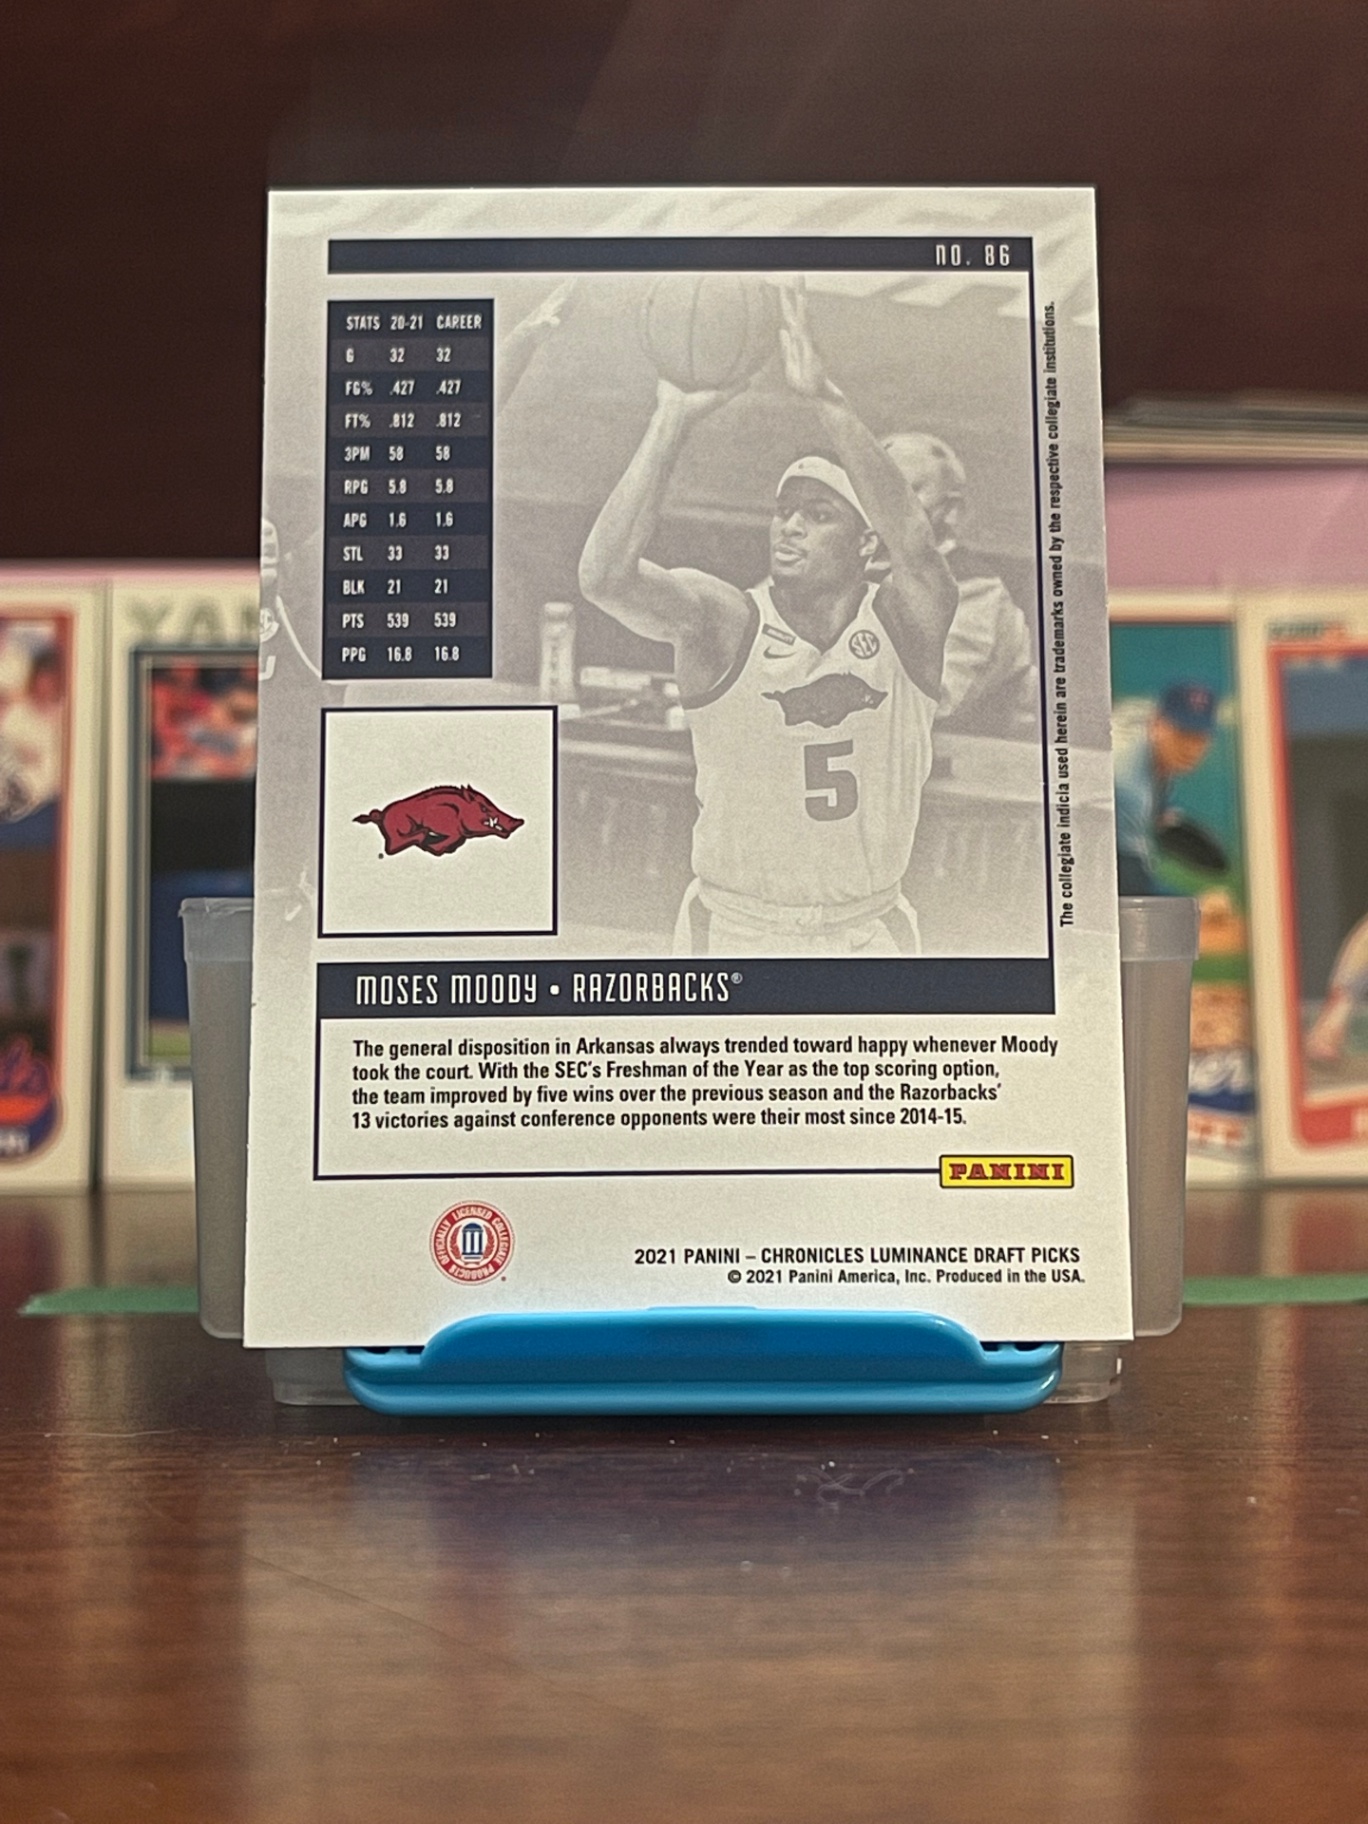 no. 86
STATS 20-21 CAREER
G 32 32
FG% .427 .427
FT% .812 .812
3PM 58 58
RPG 5.8 5.8
APG 1.6 1.6
STL 33 33
BLK 21 21
PTS 539 539
PPG 16.8 16.8
The collegiate indicia used herein are trademarks owned by the respective collegiate institutions.
SEC
5
MOSES MOODY • RAZORBACKS®
The general disposition in Arkansas always trended toward happy whenever Moody
took the court. With the SEC's Freshman of the Year as the top scoring option,
the team improved by five wins over the previous season and the Razorbacks'
13 victories against conference opponents were their most since 2014-15.
PANINI
OFFICIALLY LICENSED COLLEGIATE PRODUCTS
2021 PANINI – CHRONICLES LUMINANCE DRAFT PICKS
© 2021 Panini America, Inc. Produced in the USA.